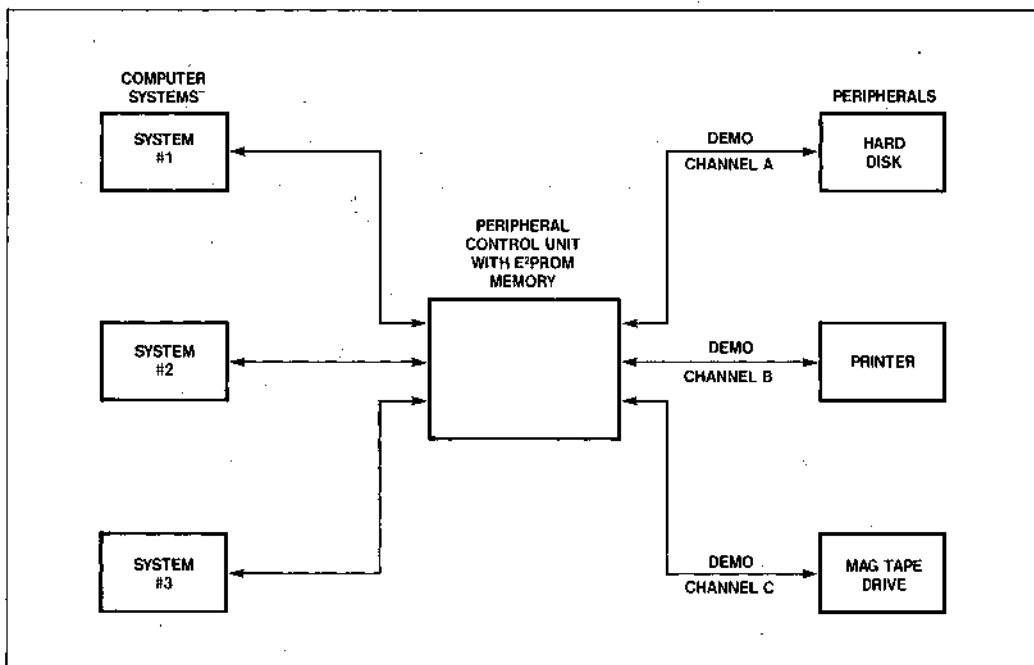 COMPUTER
SYSTEMS
SYSTEM
#1
SYSTEM
#2
SYSTEM
#3
PERIPHERAL
CONTROL UNIT
WITH E²PROM
MEMORY
DEMO
CHANNEL A
DEMO
CHANNEL B
DEMO
CHANNEL C
PERIPHERALS
HARD
DISK
PRINTER
MAG TAPE
DRIVE